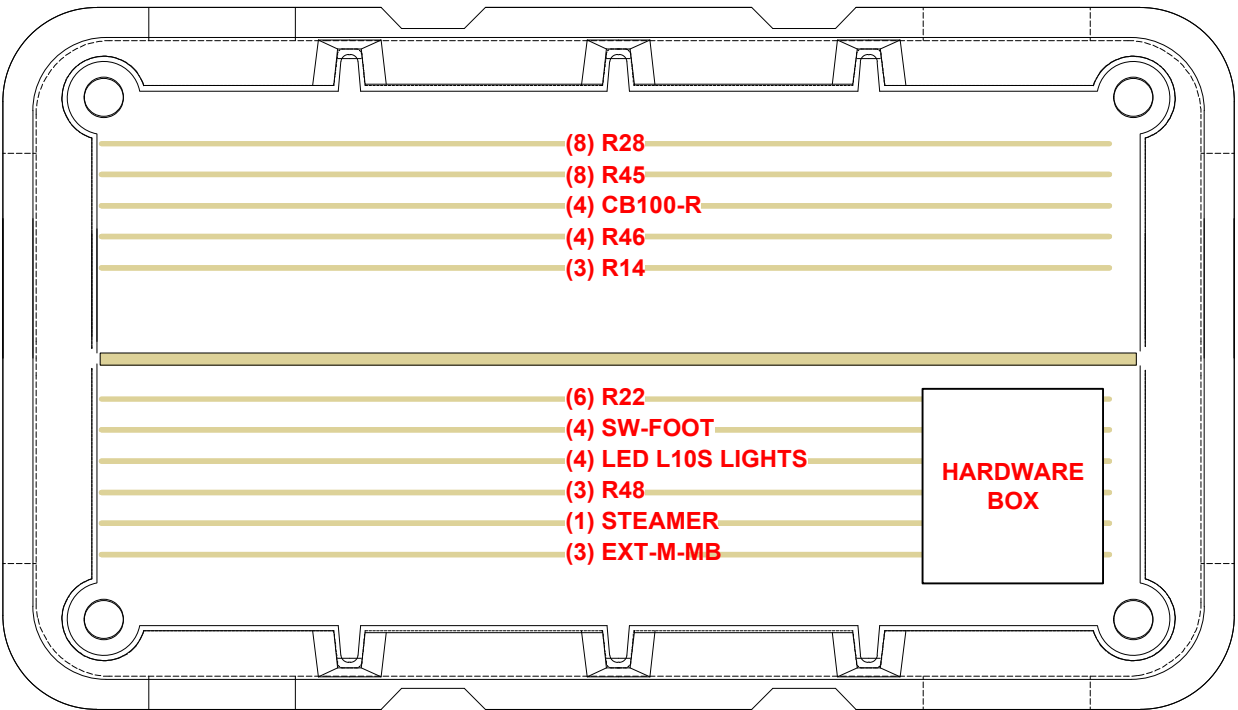 (8) R28
(8) R45
(4) CB100-R
(4) R46
(3) R14
(6) R22
(4) SW-FOOT
(4) LED L10S LIGHTS
(3) R48
(1) STEAMER
(3) EXT-M-MB
HARDWARE
BOX